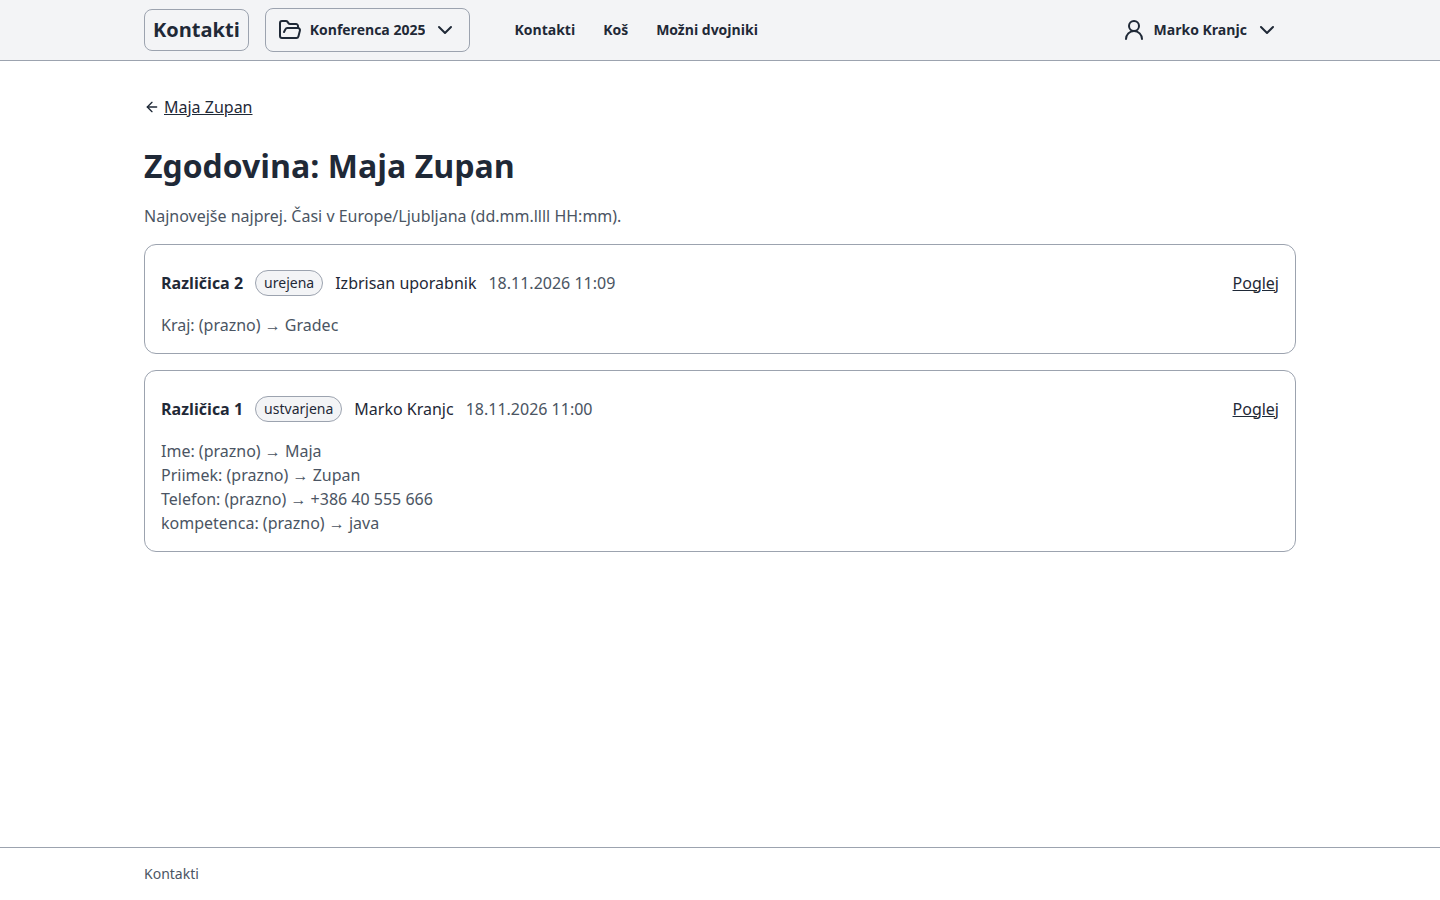 Kontakti Konferenca 2025 Kontakti Koš Možni dvojniki Marko Kranjc
← Maja Zupan
Zgodovina: Maja Zupan
Najnovejše najprej. Časi v Europe/Ljubljana (dd.mm.llll HH:mm).
Različica 2 urejena Izbrisan uporabnik 18.11.2026 11:09 Poglej
Kraj: (prazno) → Gradec
Različica 1 ustvarjena Marko Kranjc 18.11.2026 11:00 Poglej
Ime: (prazno) → Maja
Priimek: (prazno) → Zupan
Telefon: (prazno) → +386 40 555 666
kompetenca: (prazno) → java
Kontakti